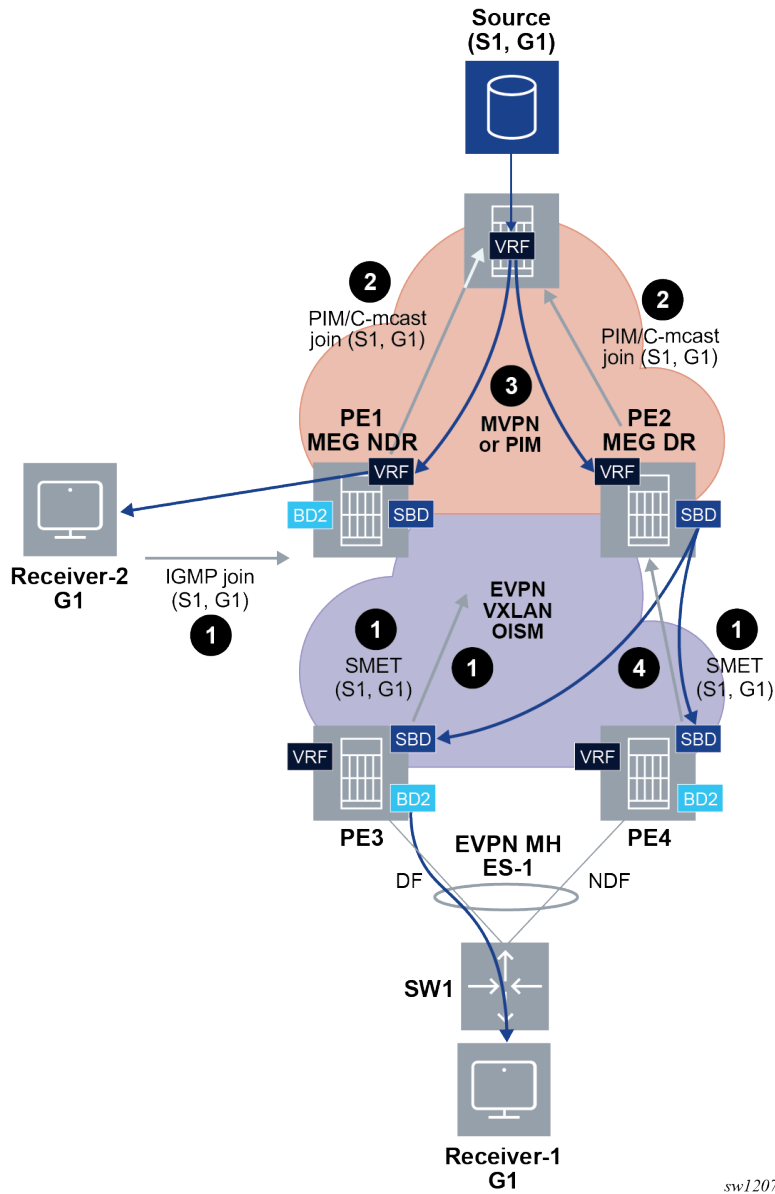 Source
(S1, G1)
VRF
2
PIM/C-mcast
join (S1, G1)
2
PIM/C-mcast
join (S1, G1)
3
MVPN
or PIM
PE1
MEG NDR
PE2
MEG DR
VRF
BD2
SBD
VRF
SBD
Receiver-2
G1
IGMP join
(S1, G1)
1
EVPN
VXLAN
OISM
1
SMET
(S1, G1)
1
4
1
SMET
(S1, G1)
SBD
VRF
BD2
PE3
SBD
VRF
BD2
PE4
EVPN MH
ES-1
DF
NDF
SW1
Receiver-1
G1
sw1207